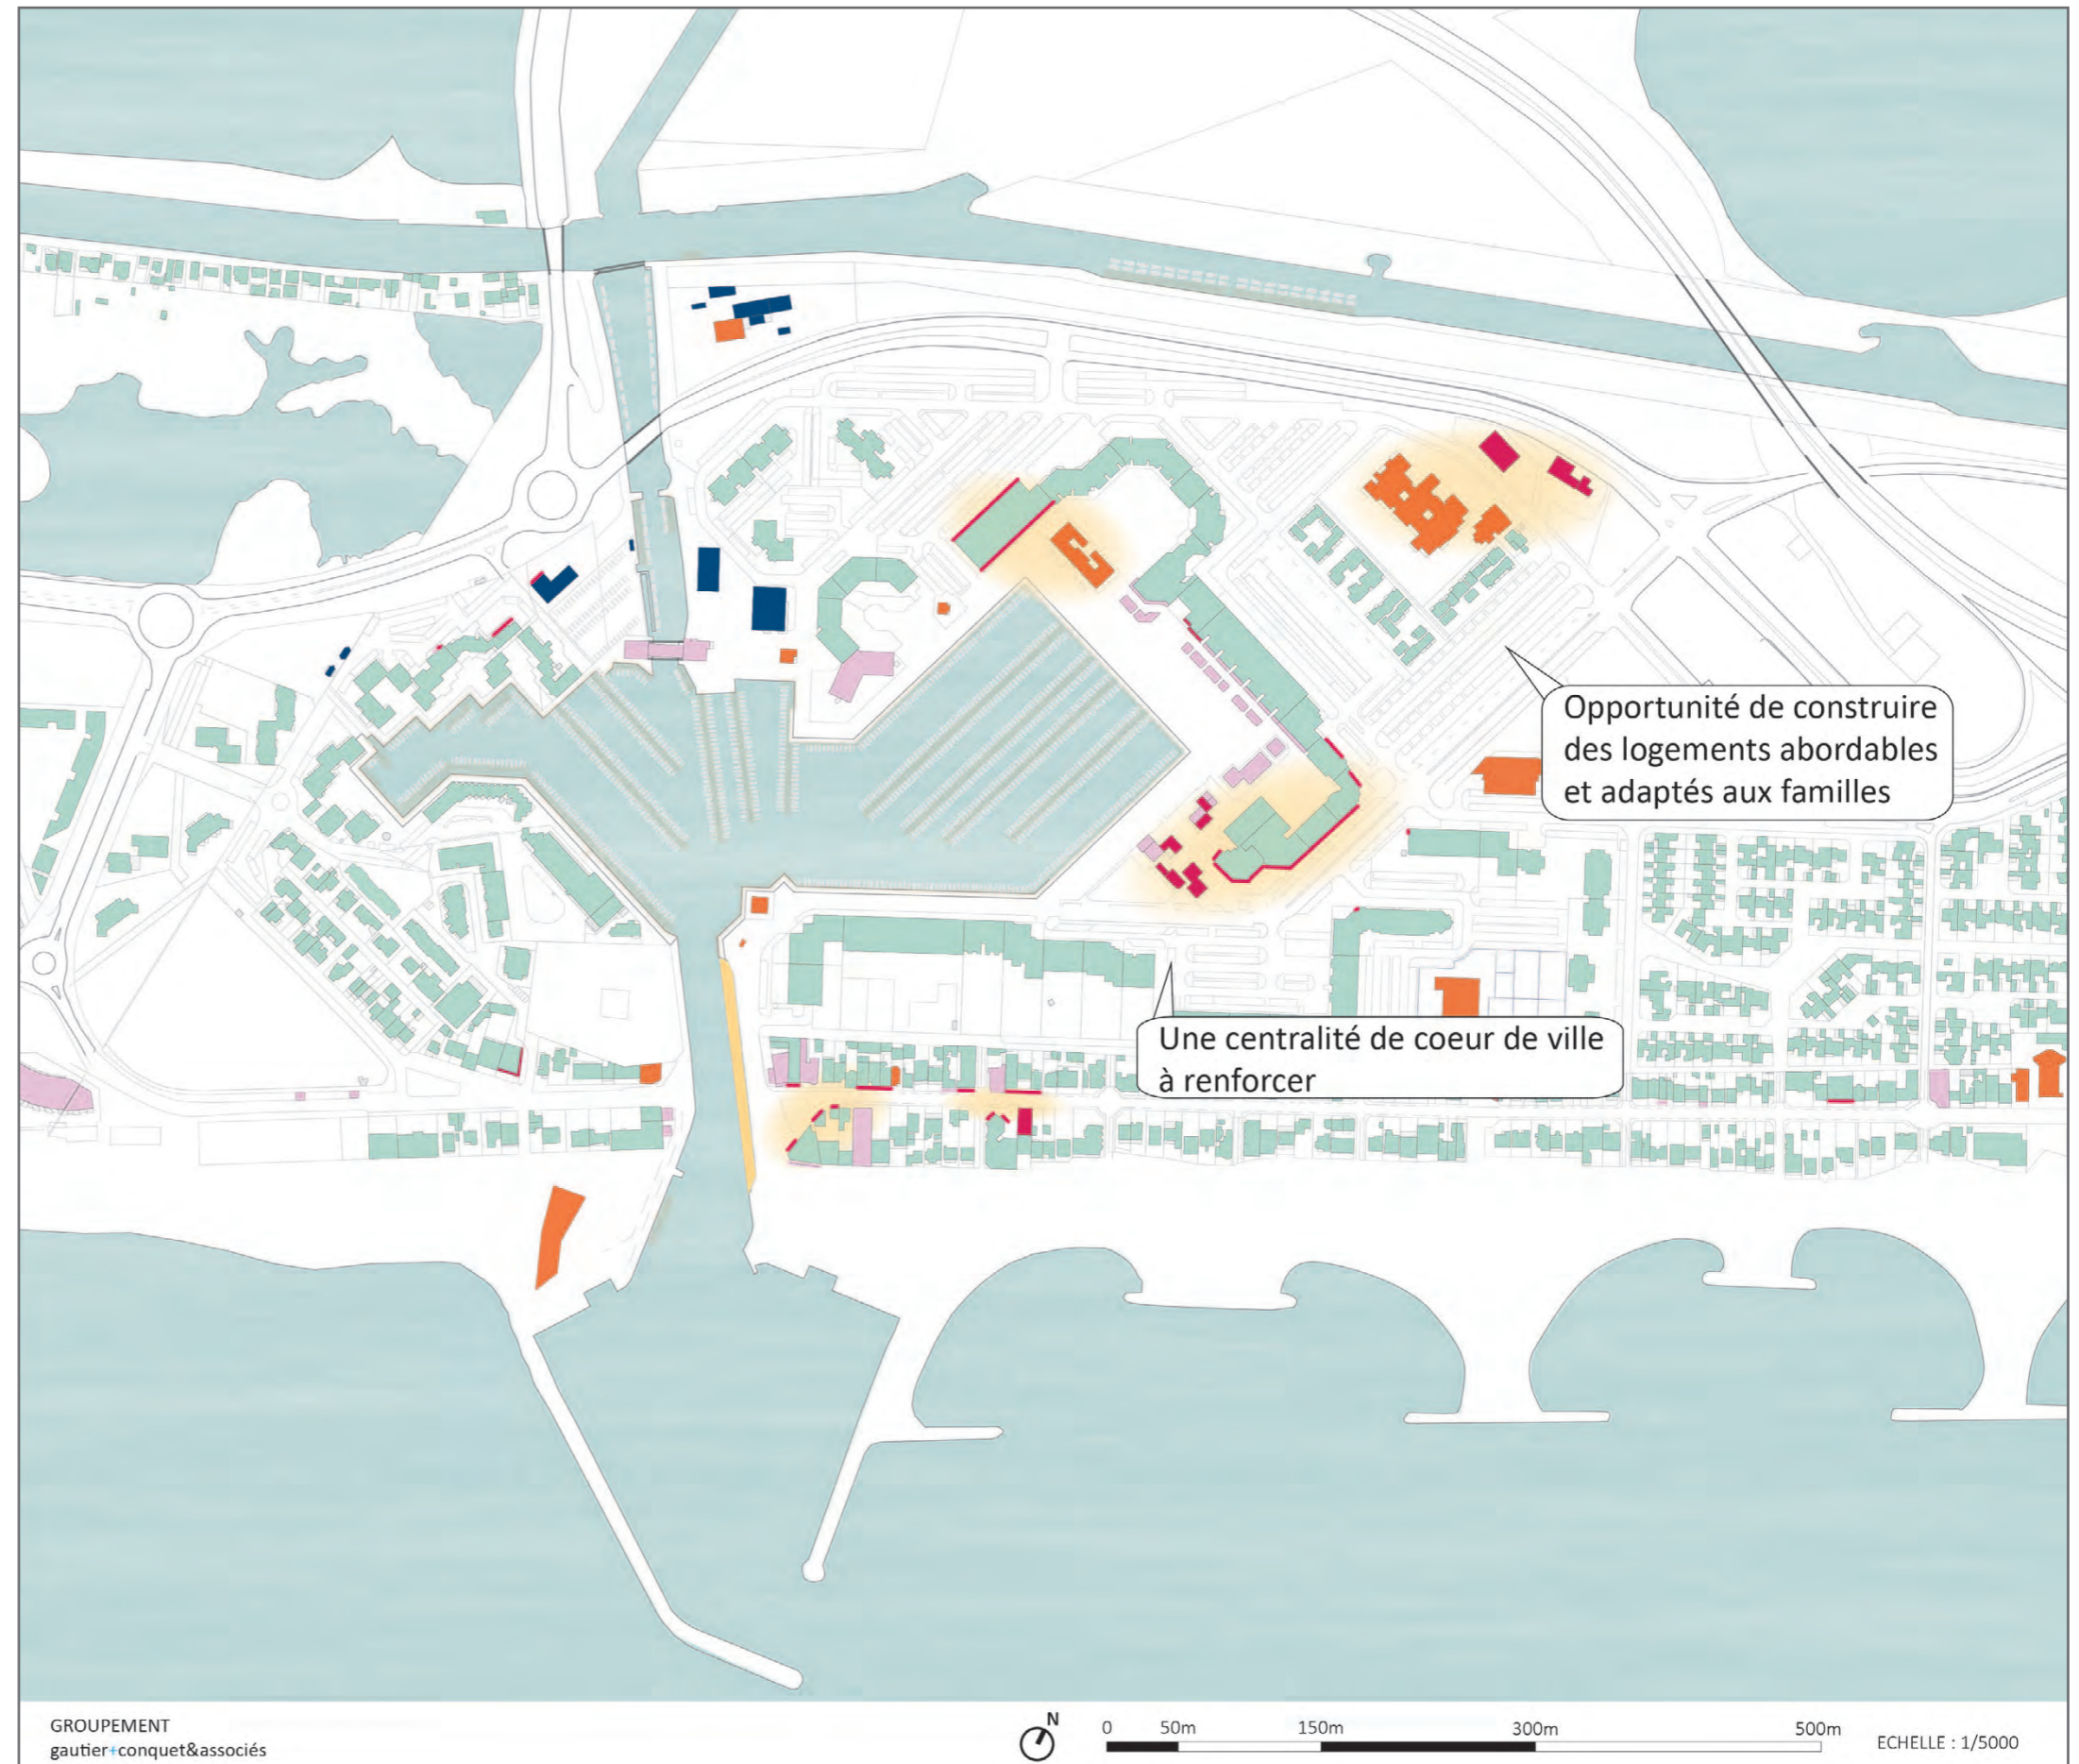 Opportunité de construire
des logements abordables
et adaptés aux familles
Une centralité de coeur de ville
à renforcer
GROUPEMENT
gautier+conquet&associés
N
0 50m 150m 300m 500m
ECHELLE : 1/5000